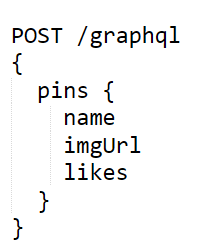 POST /graphql
{
  pins {
    name
    imgUrl
    likes
  }
}